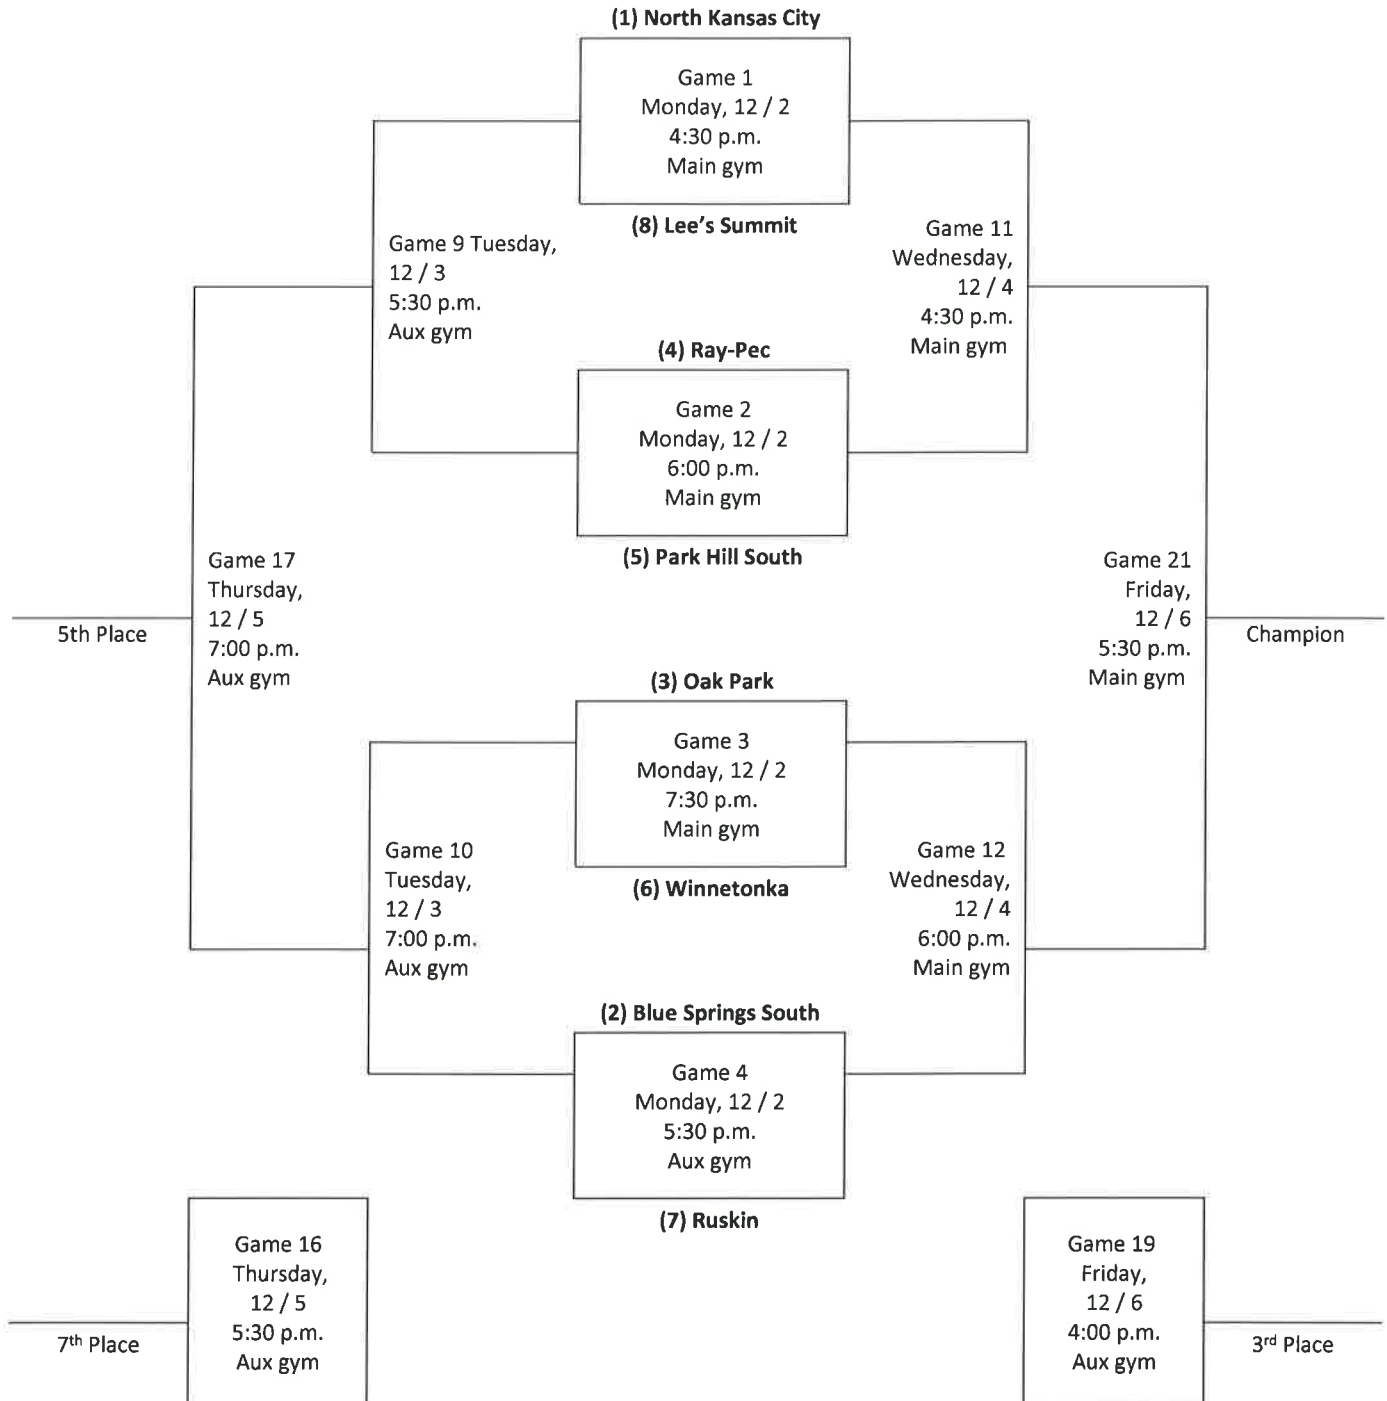 (1) North Kansas City
Game 1
Monday, 12 / 2
4:30 p.m.
Main gym
(8) Lee's Summit
Game 9 Tuesday,
12 / 3
5:30 p.m.
Aux gym
Game 11
Wednesday,
12 / 4
4:30 p.m.
Main gym
(4) Ray-Pec
Game 2
Monday, 12 / 2
6:00 p.m.
Main gym
(5) Park Hill South
Game 17
Thursday,
12 / 5
7:00 p.m.
Aux gym
5th Place
Game 21
Friday,
12 / 6
5:30 p.m.
Main gym
Champion
(3) Oak Park
Game 3
Monday, 12 / 2
7:30 p.m.
Main gym
(6) Winnetonka
Game 10
Tuesday,
12 / 3
7:00 p.m.
Aux gym
Game 12
Wednesday,
12 / 4
6:00 p.m.
Main gym
(2) Blue Springs South
Game 4
Monday, 12 / 2
5:30 p.m.
Aux gym
(7) Ruskin
Game 16
Thursday,
12 / 5
5:30 p.m.
Aux gym
7th Place
Game 19
Friday,
12 / 6
4:00 p.m.
Aux gym
3rd Place